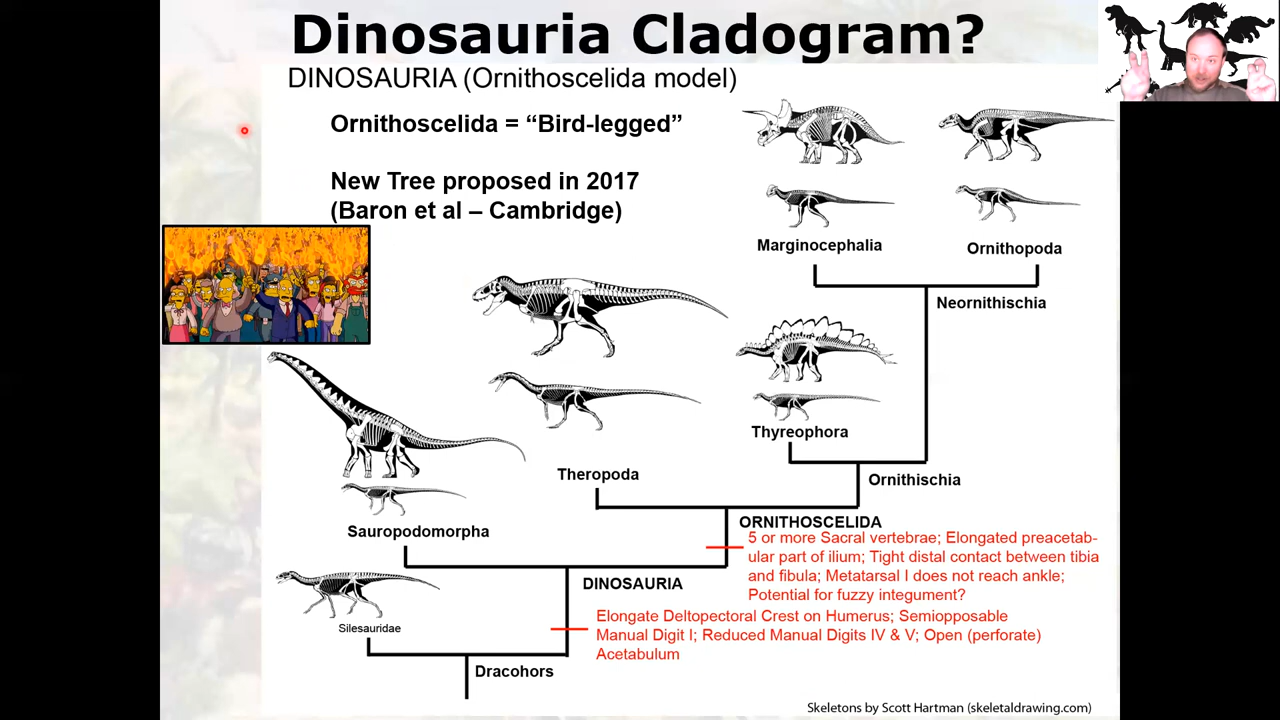 Dinosauria Cladogram?
DINOSAURIA (Ornithoscelida model)
Ornithoscelida = “Bird-legged”
New Tree proposed in 2017
(Baron et al – Cambridge)
Marginocephalia
Ornithopoda
Neornithischia
Thyreophora
Theropoda
Ornithischia
Sauropodomorpha
ORNITHOSCELIDA
5 or more Sacral vertebrae; Elongated preacetab-
ular part of ilium; Tight distal contact between tibia
and fibula; Metatarsal I does not reach ankle;
Potential for fuzzy integument?
DINOSAURIA
Elongate Deltopectoral Crest on Humerus; Semiopposable
Manual Digit I; Reduced Manual Digits IV & V; Open (perforate)
Acetabulum
Silesauridae
Dracohors
Skeletons by Scott Hartman (skeletaldrawing.com)